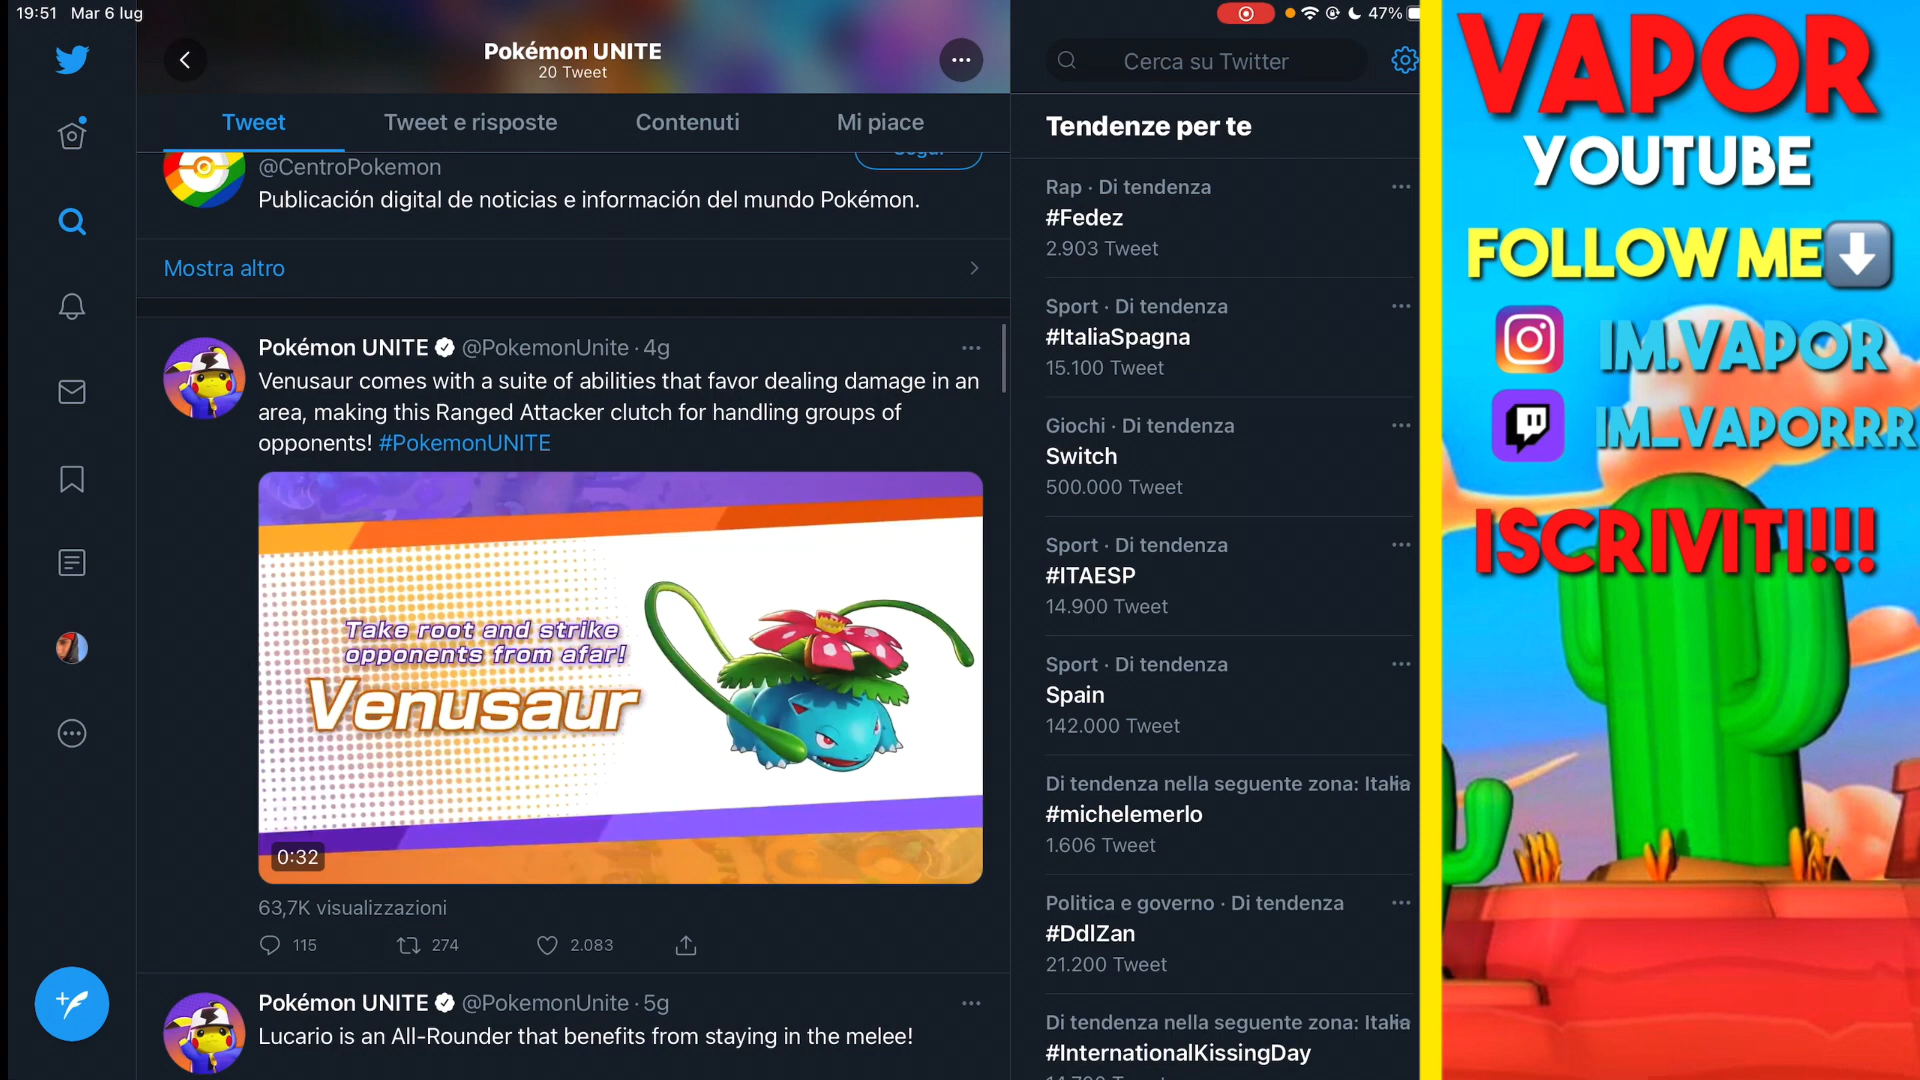 19:51 Mar 6 lug
47%
Pokémon UNITE
20 Tweet
Cerca su Twitter
Tweet
Tweet e risposte
Contenuti
Mi piace
@CentroPokemon
Publicación digital de noticias e información del mundo Pokémon.
Mostra altro
Pokémon UNITE @PokemonUnite · 4g
Venusaur comes with a suite of abilities that favor dealing damage in an
area, making this Ranged Attacker clutch for handling groups of
opponents! #PokemonUNITE
Take root and strike
opponents from afar!
Venusaur
0:32
63,7K visualizzazioni
115
274
2.083
Pokémon UNITE @PokemonUnite · 5g
Lucario is an All-Rounder that benefits from staying in the melee!
Tendenze per te
Rap · Di tendenza
#Fedez
2.903 Tweet
Sport · Di tendenza
#ItaliaSpagna
15.100 Tweet
Giochi · Di tendenza
Switch
500.000 Tweet
Sport · Di tendenza
#ITAESP
14.900 Tweet
Sport · Di tendenza
Spain
142.000 Tweet
Di tendenza nella seguente zona: Italia
#michelemerlo
1.606 Tweet
Politica e governo · Di tendenza
#DdlZan
21.200 Tweet
Di tendenza nella seguente zona: Italia
#InternationalKissingDay
VAPOR
YOUTUBE
FOLLOW ME
IM.VAPOR
IM_VAPORRR
ISCRIVITI!!!